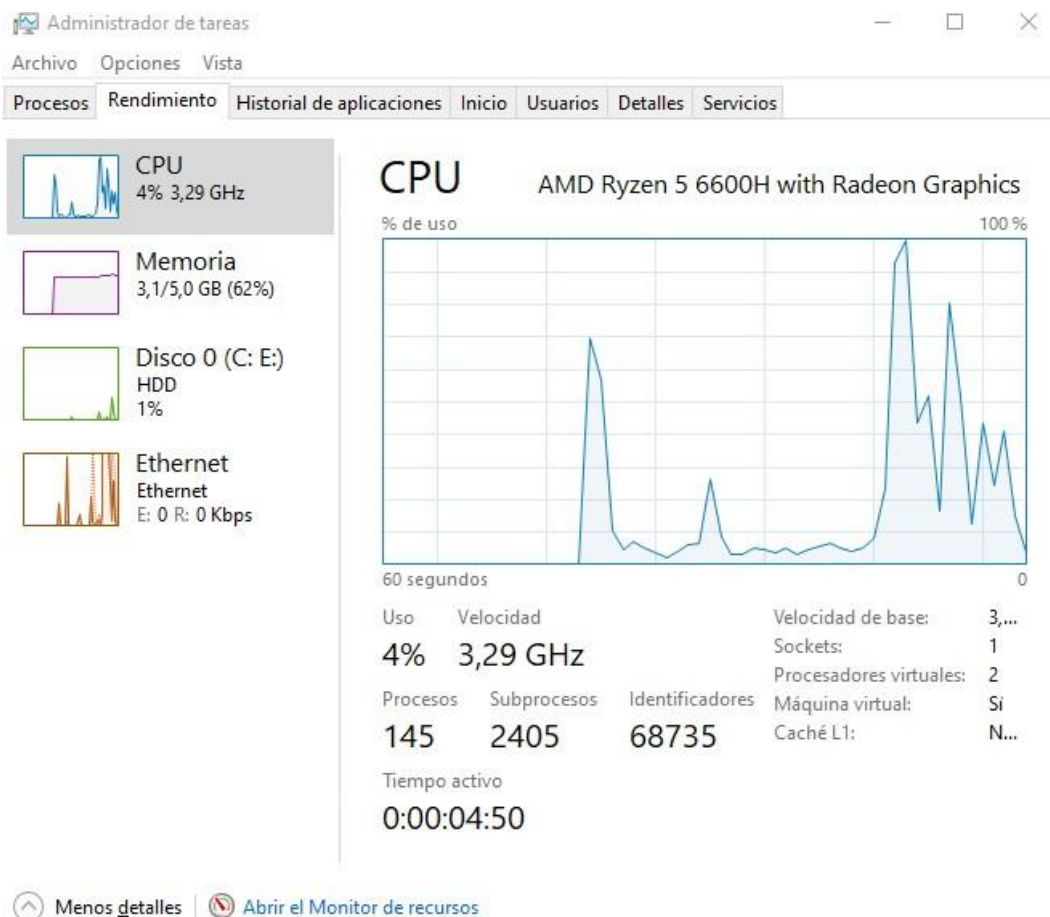 Administrador de tareas
Archivo Opciones Vista
Procesos Rendimiento Historial de aplicaciones Inicio Usuarios Detalles Servicios
CPU
4% 3,29 GHz
Memoria
3,1/5,0 GB (62%)
Disco 0 (C: E:)
HDD
1%
Ethernet
Ethernet
E: 0 R: 0 Kbps
CPU AMD Ryzen 5 6600H with Radeon Graphics
% de uso 100 %
60 segundos 0
Uso Velocidad
4% 3,29 GHz
Procesos Subprocesos Identificadores
145 2405 68735
Tiempo activo
0:00:04:50
Velocidad de base: 3,...
Sockets: 1
Procesadores virtuales: 2
Máquina virtual: Sí
Caché L1: N...
Menos detalles Abrir el Monitor de recursos